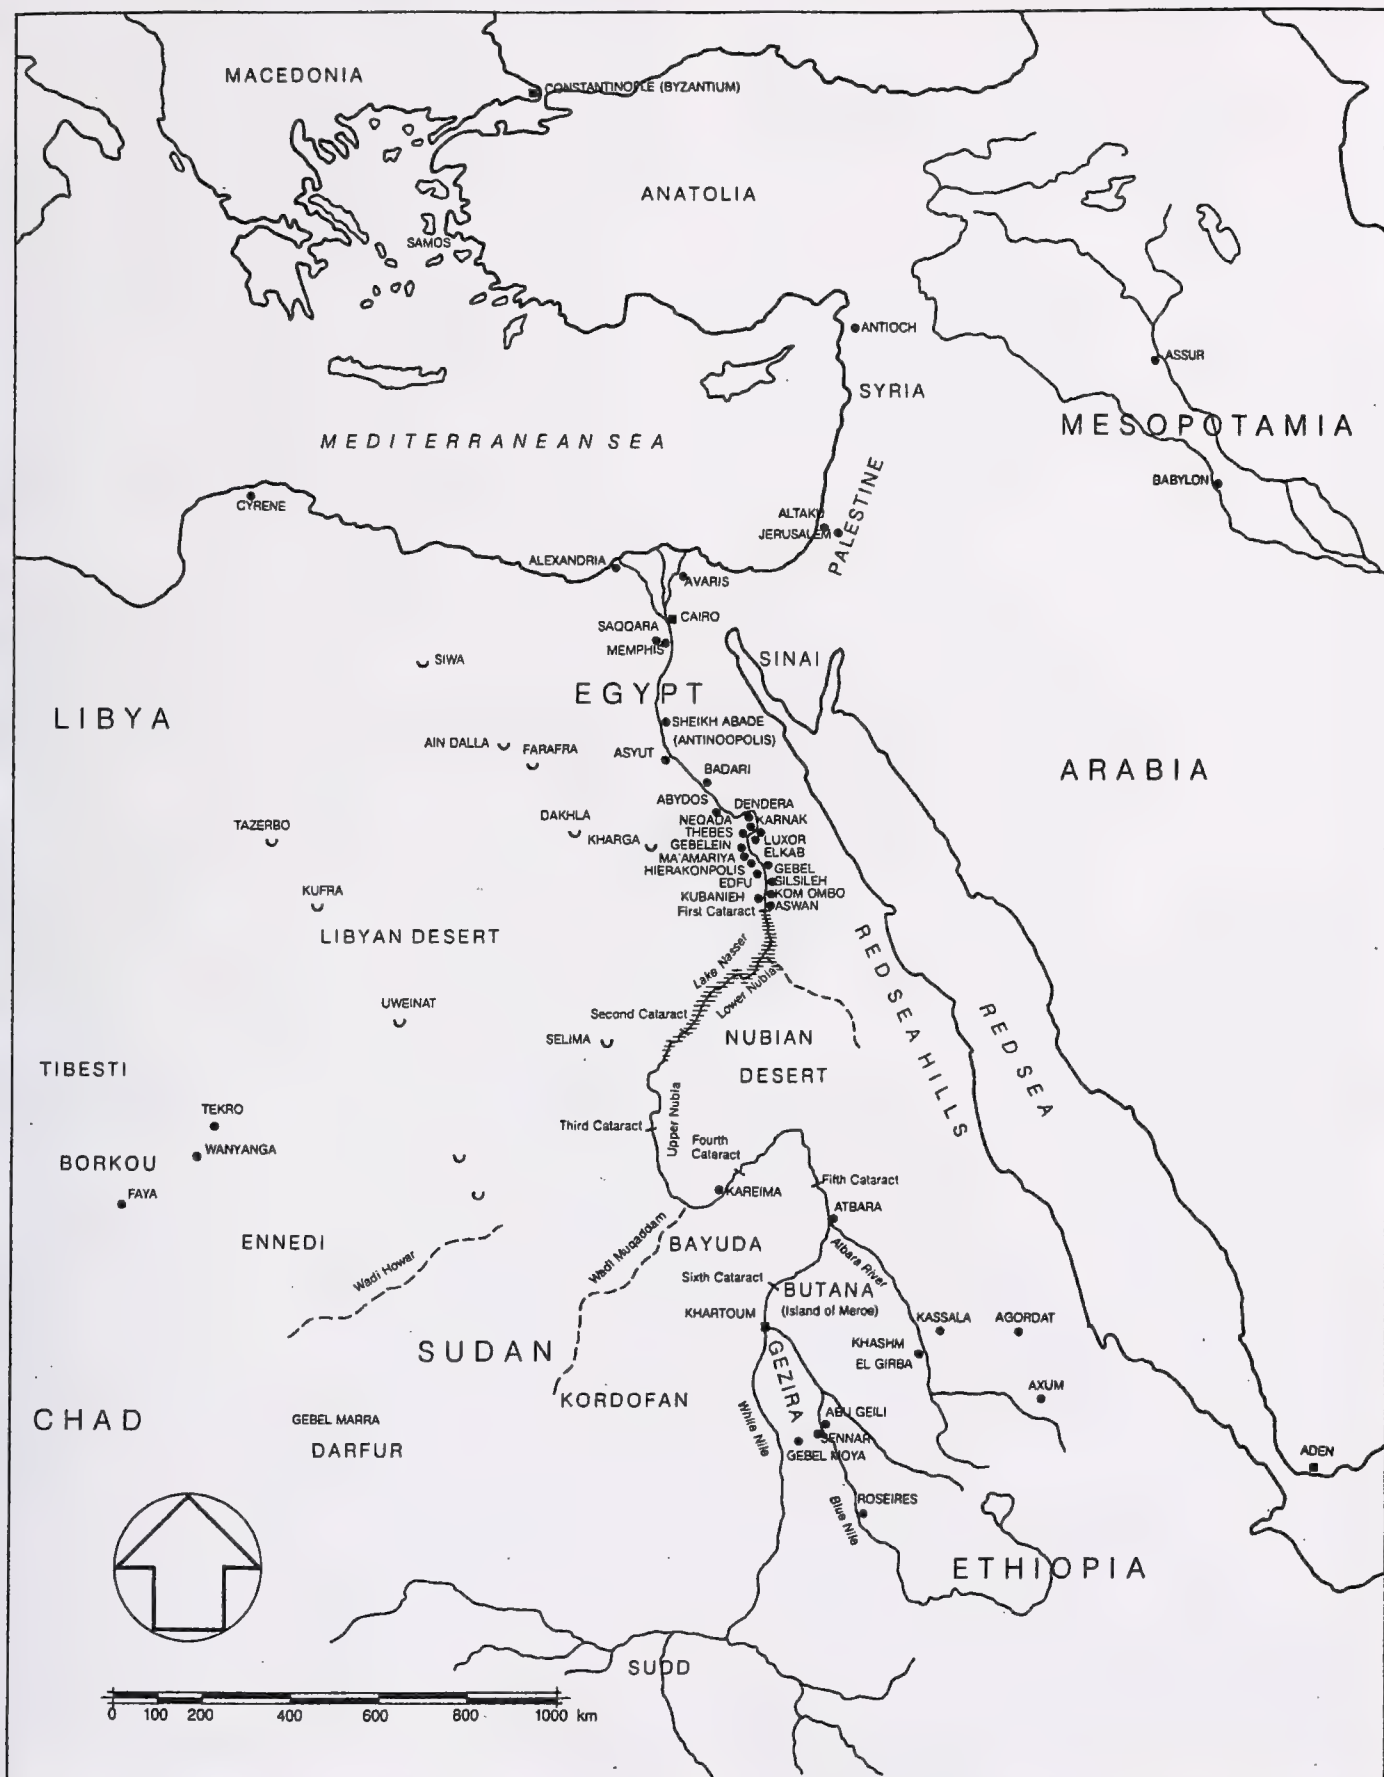 MACEDONIA
CONSTANTINOPLE (BYZANTIUM)
ANATOLIA
SAMOS
ANTIOCH
ASSUR
SYRIA
MESOPOTAMIA
MEDITERRANEAN SEA
BABYLON
PALESTINE
CYRENE
ALTAKU
JERUSALEM
ALEXANDRIA
AVARIS
CAIRO
SAQQARA
MEMPHIS
SIWA
SINAI
EGYPT
LIBYA
SHEIKH ABADE
(ANTINOOPOLIS)
AIN DALLA
FARAFRA
ASYUT
BADARI
ARABIA
ABYDOS
DENDERA
NEQADA
KARNAK
TAZERBO
DAKHLA
THEBES
KHARGA
LUXOR
GEBELEIN
ELKAB
MA'AMARIYA
HIERAKONPOLIS
GEBEL
SILSILEH
EDFU
KUFRA
KUBANIEH
KOM OMBO
ASWAN
First Cataract
LIBYAN DESERT
Lake Nasser
Lower Nubia
RED SEA HILLS
RED SEA
UWEINAT
Second Cataract
SELIMA
NUBIAN
DESERT
TIBESTI
TEKRO
Upper Nubia
Third Cataract
WANYANGA
Fourth
Cataract
BORKOU
FAYA
KAREIMA
Fifth Cataract
ATBARA
ENNEDI
Wadi Howar
Wadi Muqaddam
BAYUDA
Atbara River
Sixth Cataract
BUTANA
(Island of Meroe)
KHARTOUM
KASSALA
AGORDAT
SUDAN
GEZIRA
KHASHM
EL GIRBA
AXUM
KORDOFAN
CHAD
GEBEL MARRA
DARFUR
White Nile
ABU GEILI
SENNAR
GEBEL MOYA
ADEN
ROSEIRES
Blue Nile
ETHIOPIA
SUDD
0 100 200 400 600 800 1000 km